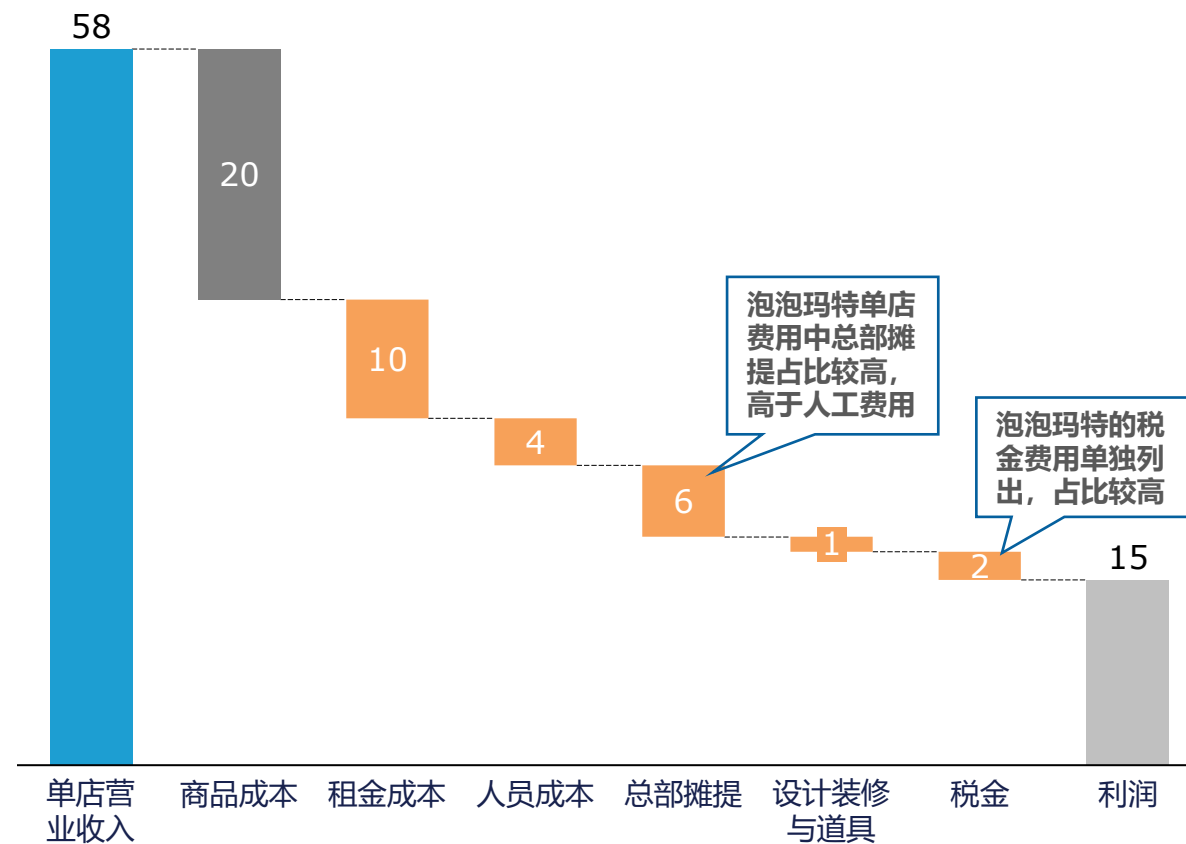 58
20
10
4
6
1
2
15
泡泡玛特单店
费用中总部摊
提占比较高，
高于人工费用
泡泡玛特的税
金费用单独列
出，占比较高
单店营
业收入
商品成本
租金成本
人员成本
总部摊提
设计装修
与道具
税金
利润